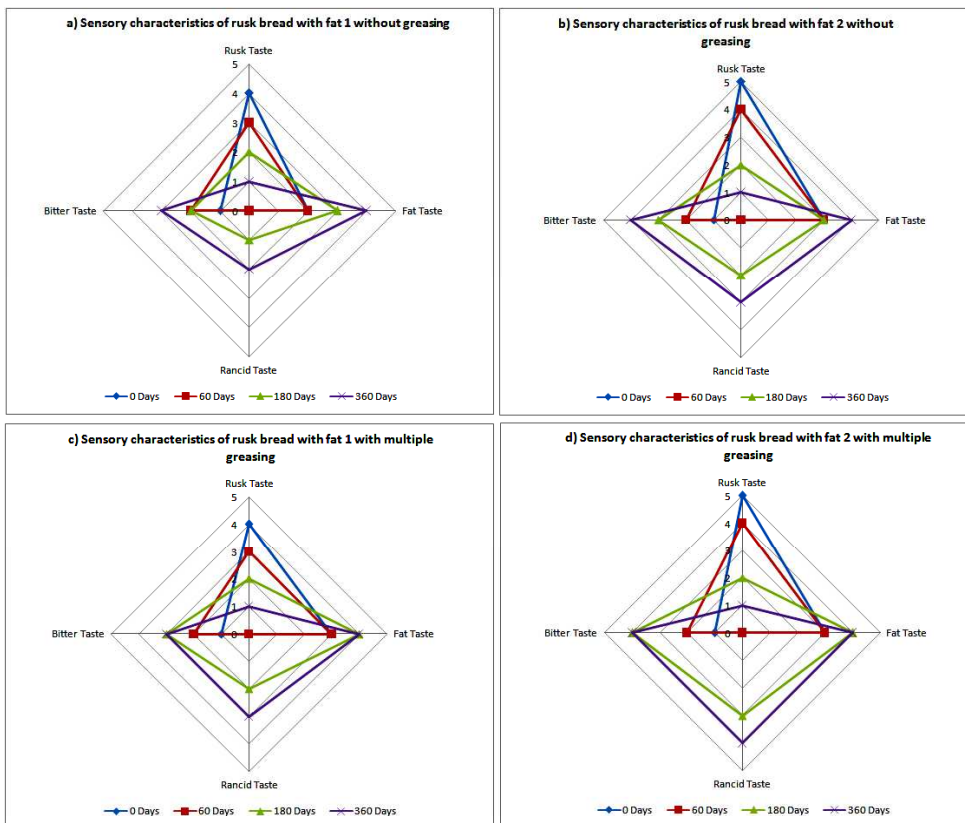 a) Sensory characteristics of rusk bread with fat 1 without greasing
Rusk Taste
5
4
3
2
1
0
Bitter Taste
Fat Taste
Rancid Taste
0 Days 60 Days 180 Days 360 Days
b) Sensory characteristics of rusk bread with fat 2 without
greasing
Rusk Taste
5
4
3
2
1
0
Bitter Taste
Fat Taste
Rancid Taste
0 Days 60 Days 180 Days 360 Days
c) Sensory characteristics of rusk bread with fat 1 with multiple
greasing
Rusk Taste
5
4
3
2
1
0
Bitter Taste
Fat Taste
Rancid Taste
0 Days 60 Days 180 Days 360 Days
d) Sensory characteristics of rusk bread with fat 2 with multiple
greasing
Rusk Taste
5
4
3
2
1
0
Bitter Taste
Fat Taste
Rancid Taste
0 Days 60 Days 180 Days 360 Days